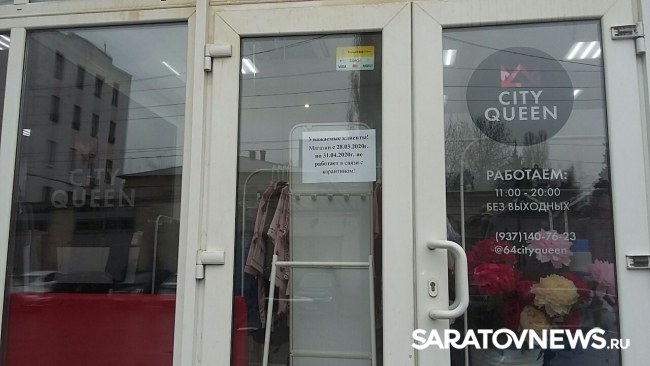 CITY
QUEEN
Уважаемые клиенты!
Магазин с 28.03.2020г.
по 31.04.2020г. не
работает в связи с
карантином!
CITY
QUEEN
РАБОТАЕМ:
11:00 - 20:00
БЕЗ ВЫХОДНЫХ
(937)140-76-23
@64cityqueen
SARATOVNEWS.RU